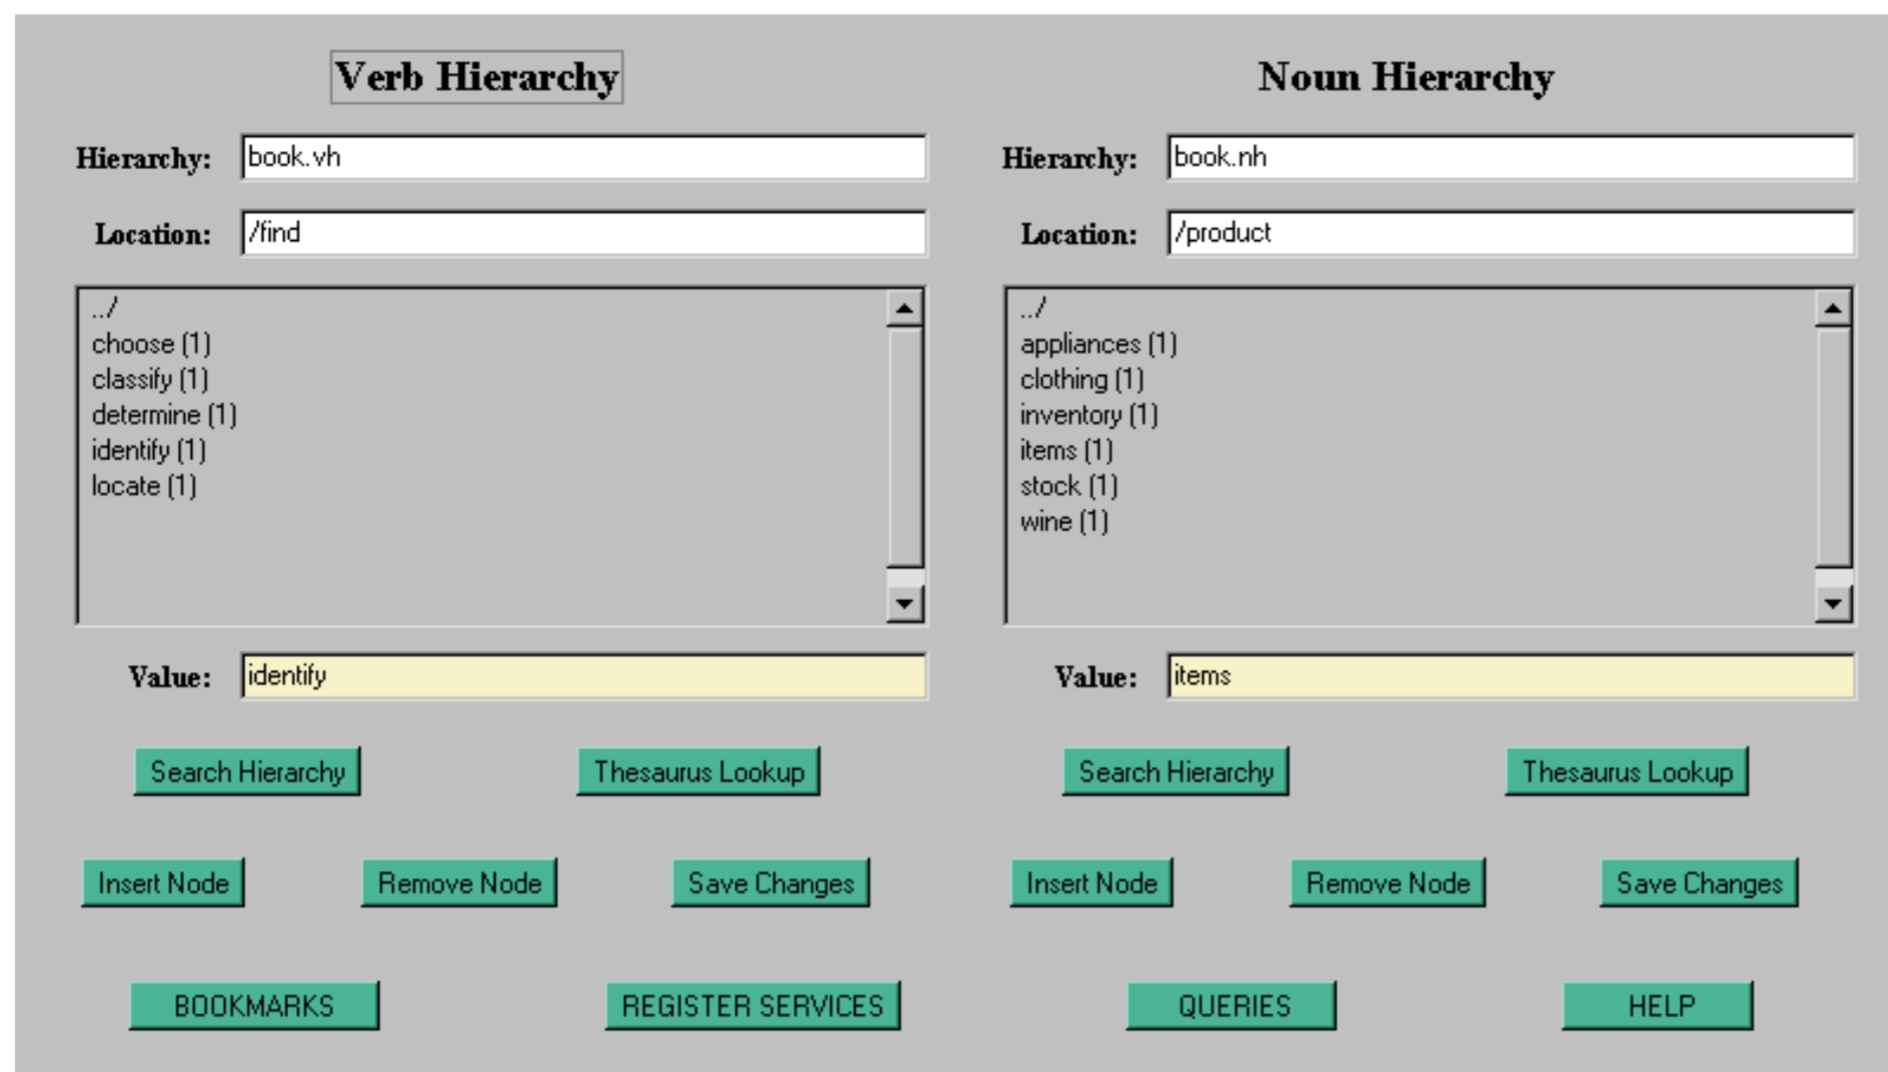 Verb Hierarchy
Hierarchy: book.vh
Location: /find
../
choose (1)
classify (1)
determine (1)
identify (1)
locate (1)
Value: identify
Search Hierarchy Thesaurus Lookup
Insert Node Remove Node Save Changes
Noun Hierarchy
Hierarchy: book.nh
Location: /product
../
appliances (1)
clothing (1)
inventory (1)
items (1)
stock (1)
wine (1)
Value: items
Search Hierarchy Thesaurus Lookup
Insert Node Remove Node Save Changes
BOOKMARKS REGISTER SERVICES QUERIES HELP